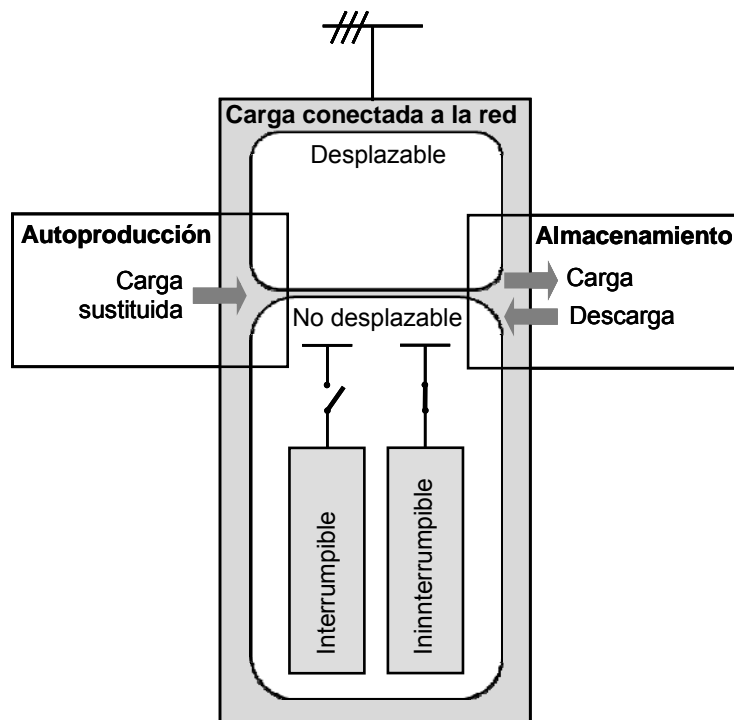 Carga conectada a la red
Desplazable
Autoproducción
Carga
sustituida
Almacenamiento
Carga
Descarga
No desplazable
Interrumpible
Ininnterrumpible